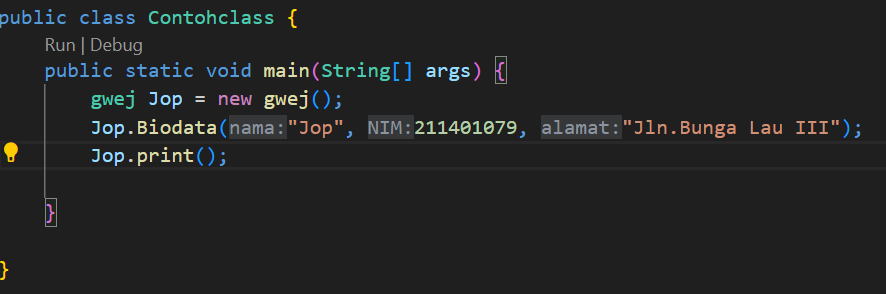 public class Contohclass {
Run | Debug
public static void main(String[] args) {
gwej Jop = new gwej();
Jop.Biodata(nama:"Jop", NIM:211401079, alamat:"Jln.Bunga Lau III");
Jop.print();
}
}